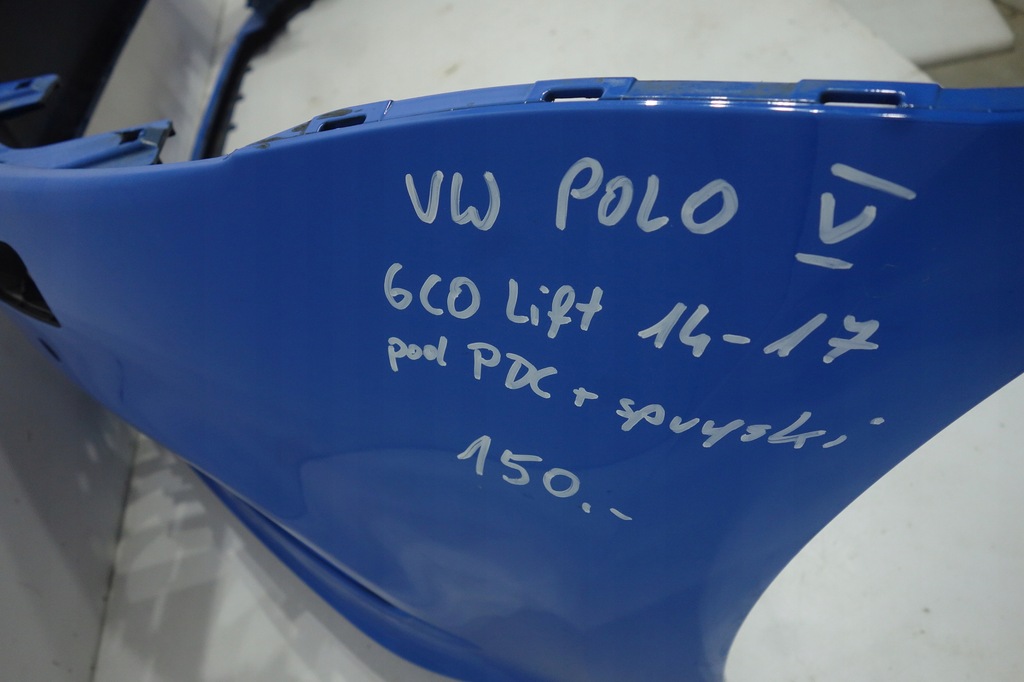 VW POLO V
6C0 Lift 14-17
pod PDC + spryski
150.-